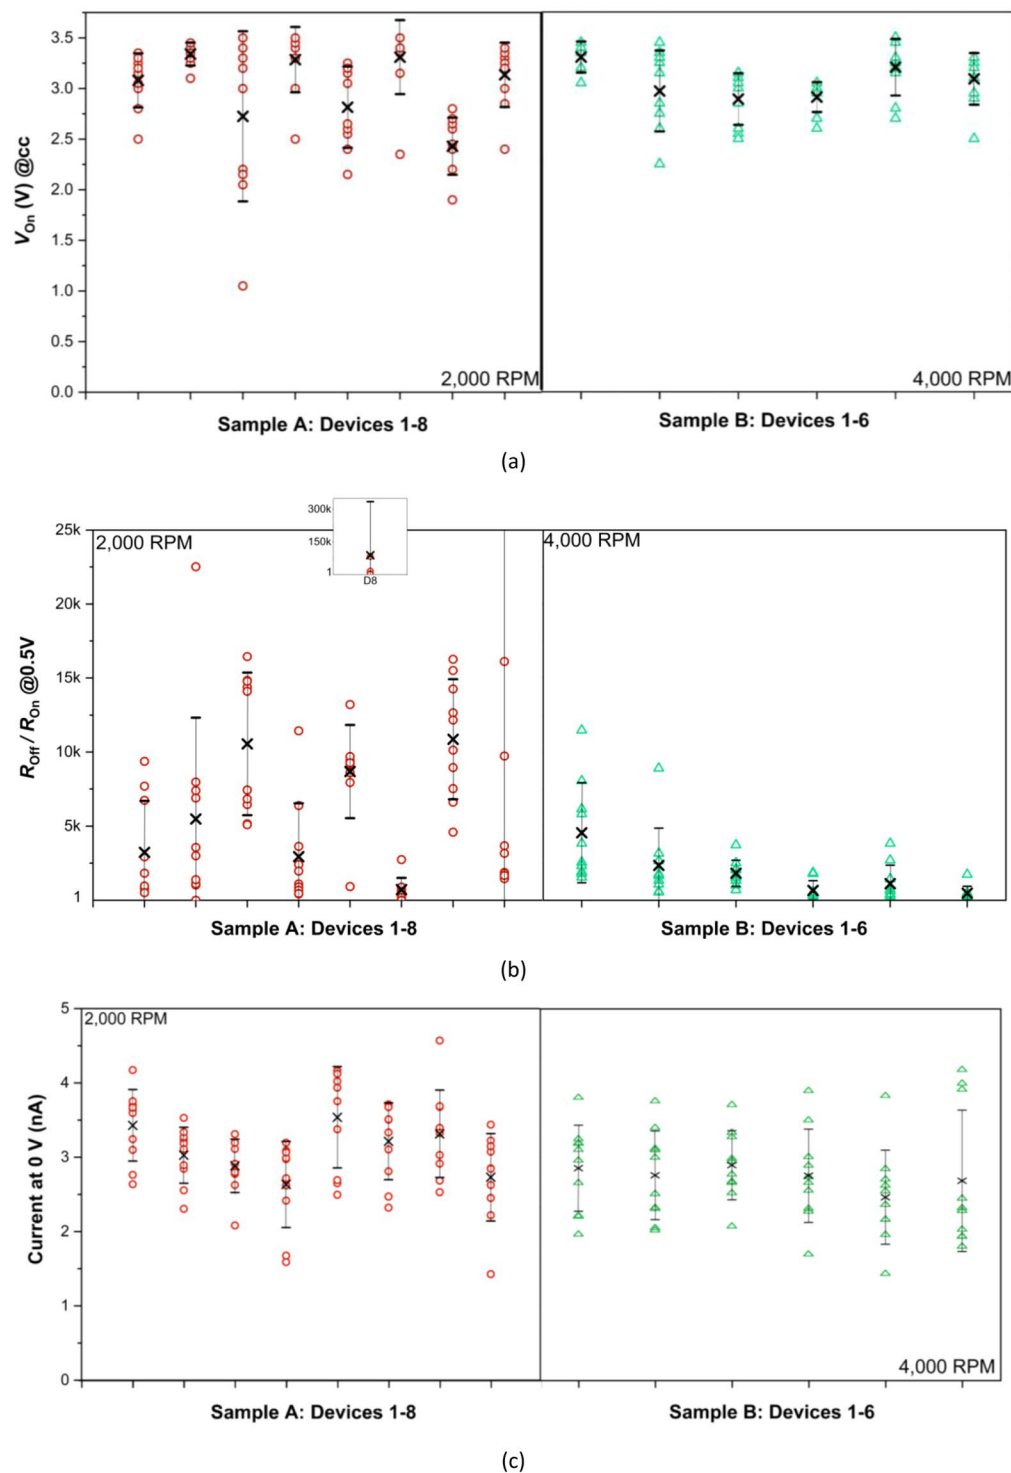 3.5
3.0
2.5
2.0
1.5
1.0
0.5
0.0
V_On (V) @cc
2,000 RPM
4,000 RPM
Sample A: Devices 1-8
Sample B: Devices 1-6
(a)
300k
150k
1
D8
25k
20k
15k
10k
5k
1
R_Off / R_On @0.5V
2,000 RPM
4,000 RPM
Sample A: Devices 1-8
Sample B: Devices 1-6
(b)
5
4
3
2
1
0
Current at 0 V (nA)
2,000 RPM
4,000 RPM
Sample A: Devices 1-8
Sample B: Devices 1-6
(c)